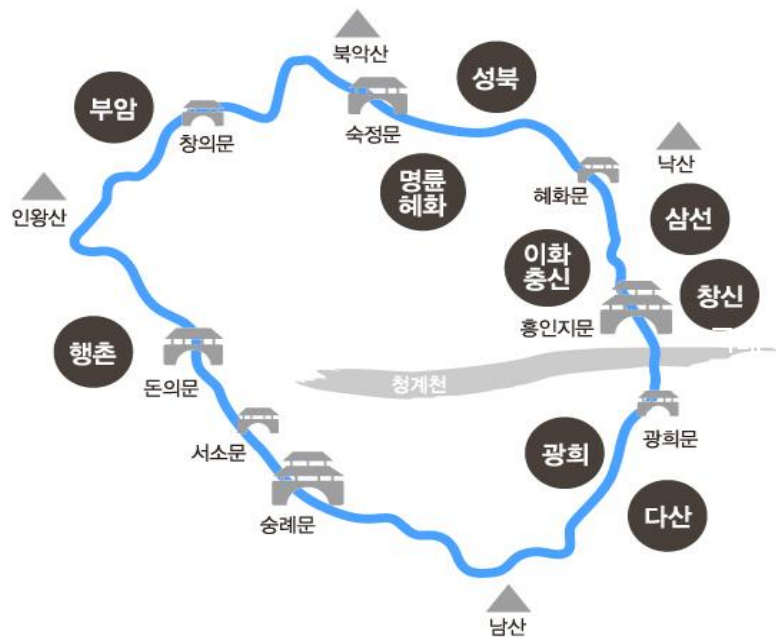 북악산
성북
부암
숙정문
창의문
낙산
명륜
혜화
혜화문
인왕산
삼선
이화
충신
창신
흥인지문
행촌
청계천
돈의문
광희문
서소문
광희
숭례문
다산
남산